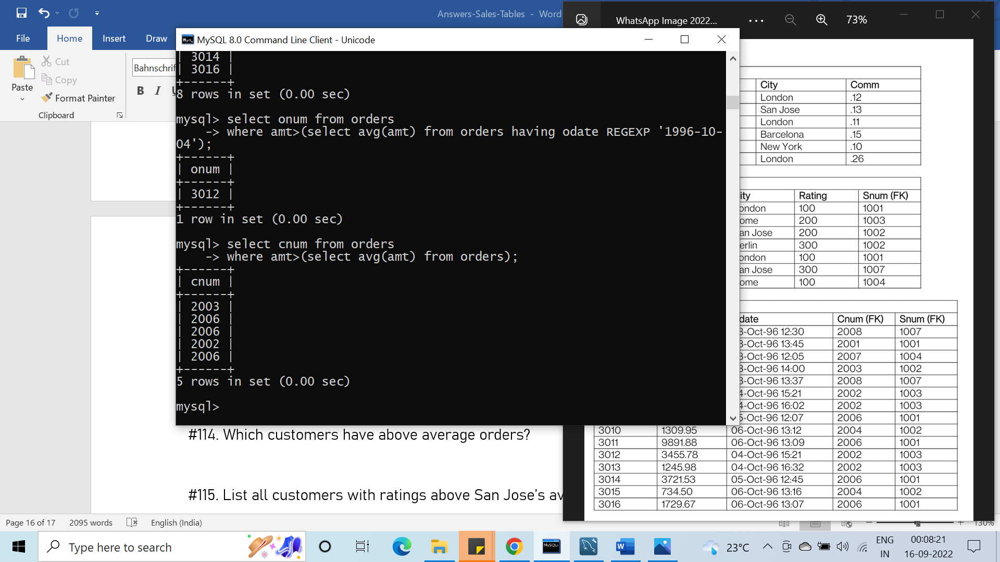 Answers-Sales-Tables - Word
File
Home
Insert
Draw
Paste
Cut
Copy
Format Painter
Clipboard
Bahnschrif
B I U
MySQL 8.0 Command Line Client - Unicode
| 3014 |
| 3016 |
+------+
8 rows in set (0.00 sec)
mysql> select onum from orders
-> where amt>(select avg(amt) from orders having odate REGEXP '1996-10-
04');
+------+
| onum |
+------+
| 3012 |
+------+
1 row in set (0.00 sec)
mysql> select cnum from orders
-> where amt>(select avg(amt) from orders);
+------+
| cnum |
+------+
| 2003 |
| 2006 |
| 2006 |
| 2002 |
| 2006 |
+------+
5 rows in set (0.00 sec)
mysql>
#114. Which customers have above average orders?
#115. List all customers with ratings above San Jose's av
WhatsApp Image 2022...
73%
City Comm
London .12
San Jose .13
London .11
Barcelona .15
New York .10
London .26
ity Rating Snum (FK)
ondon 100 1001
ome 200 1003
an Jose 200 1002
erlin 300 1002
ondon 100 1001
an Jose 300 1007
ome 100 1004
date Cnum (FK) Snum (FK)
3-Oct-96 12:30 2008 1007
3-Oct-96 13:45 2001 1001
3-Oct-96 12:05 2007 1004
3-Oct-96 14:00 2003 1002
3-Oct-96 13:37 2008 1007
4-Oct-96 15:21 2002 1003
4-Oct-96 16:02 2002 1003
5-Oct-96 12:07 2006 1001
3010 1309.95 06-Oct-96 13:12 2004 1002
3011 9891.88 06-Oct-96 13:09 2006 1001
3012 3455.78 04-Oct-96 15:21 2002 1003
3013 1245.98 04-Oct-96 16:32 2002 1003
3014 3721.53 05-Oct-96 12:45 2006 1001
3015 734.50 06-Oct-96 13:16 2004 1002
3016 1729.67 06-Oct-96 13:07 2006 1001
Page 16 of 17 2095 words English (India)
130%
Type here to search
MySQL
W
23°C
ENG
IN
00:08:21
16-09-2022